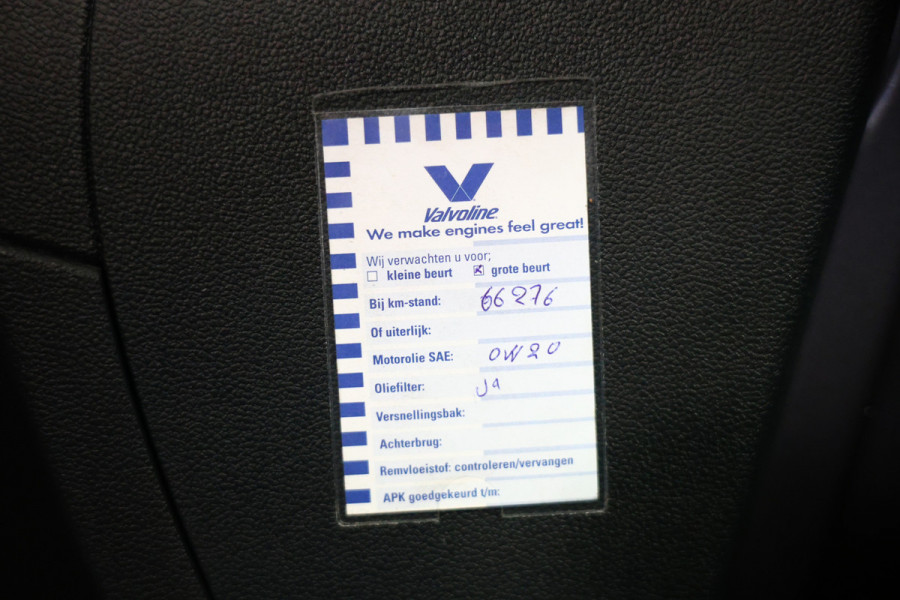 Valvoline
We make engines feel great!
Wij verwachten u voor;
kleine beurt grote beurt
Bij km-stand: 66276
Of uiterlijk:
Motorolie SAE: 0W20
Oliefilter: Ja
Versnellingsbak:
Achterbrug:
Remvloeistof: controleren/vervangen
APK goedgekeurd t/m: